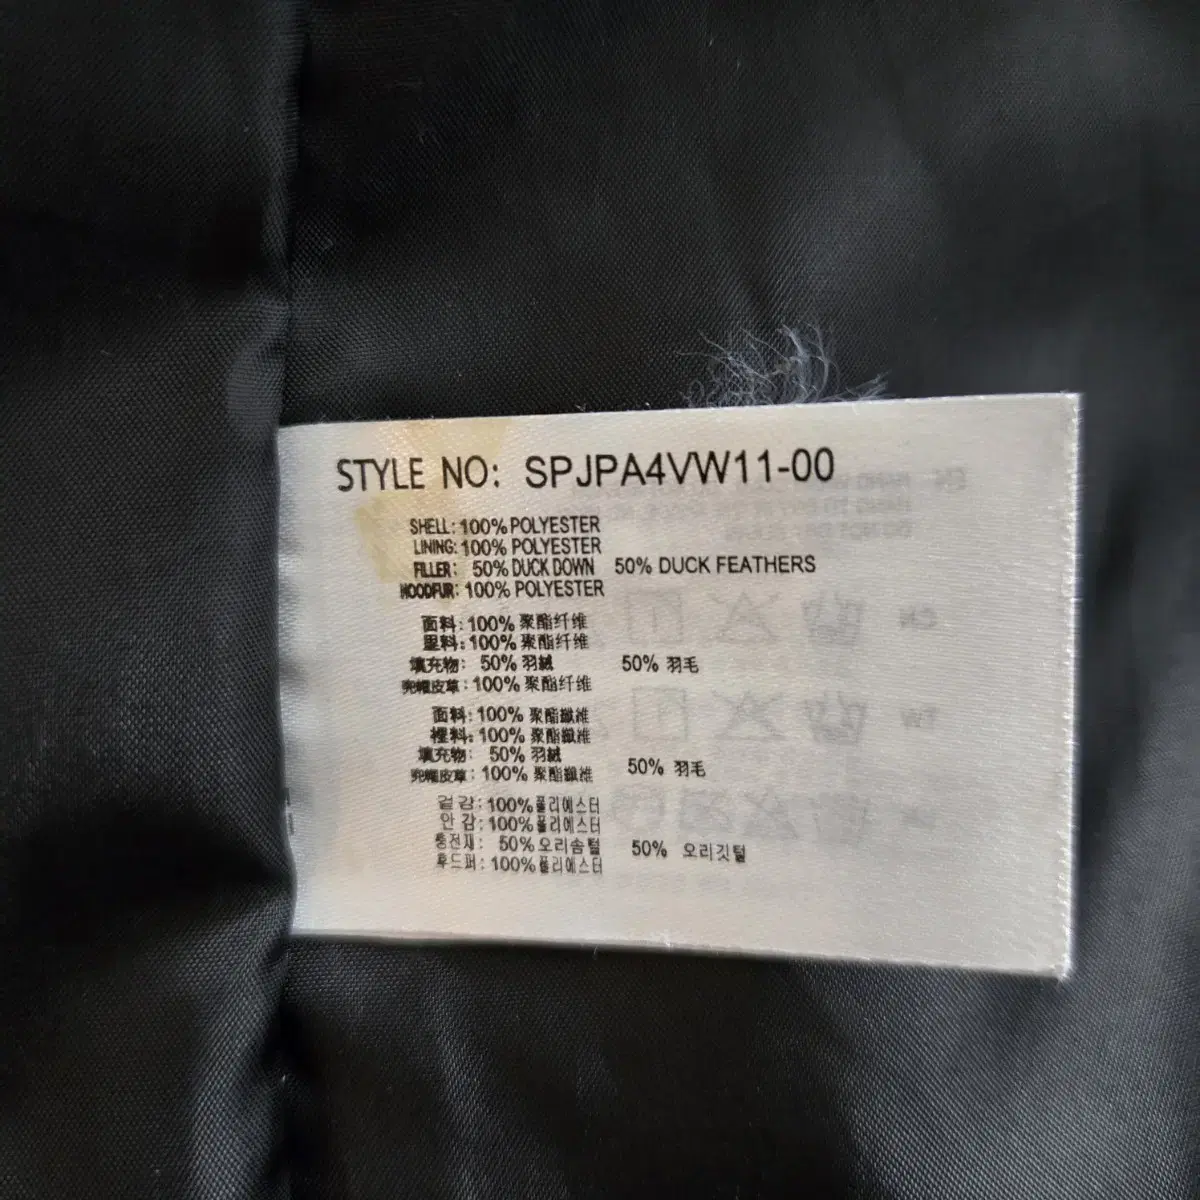 STYLE NO: SPJPA4VW11-00
SHELL: 100% POLYESTER
LINING: 100% POLYESTER
FILLER: 50% DUCK DOWN 50% DUCK FEATHERS
HOODFUR: 100% POLYESTER
面料: 100% 聚酯纤维
里料: 100% 聚酯纤维
填充物: 50% 羽絨 50% 羽毛
兜帽皮草: 100% 聚酯纤维
面料: 100% 聚酯纖維
裡料: 100% 聚酯纖維
填充物: 50% 羽絨 50% 羽毛
兜帽皮草: 100% 聚酯纖維
겉감: 100% 폴리에스터
안감: 100% 폴리에스터
충전재: 50% 오리솜털 50% 오리깃털
후드퍼: 100% 폴리에스터
CN
TW